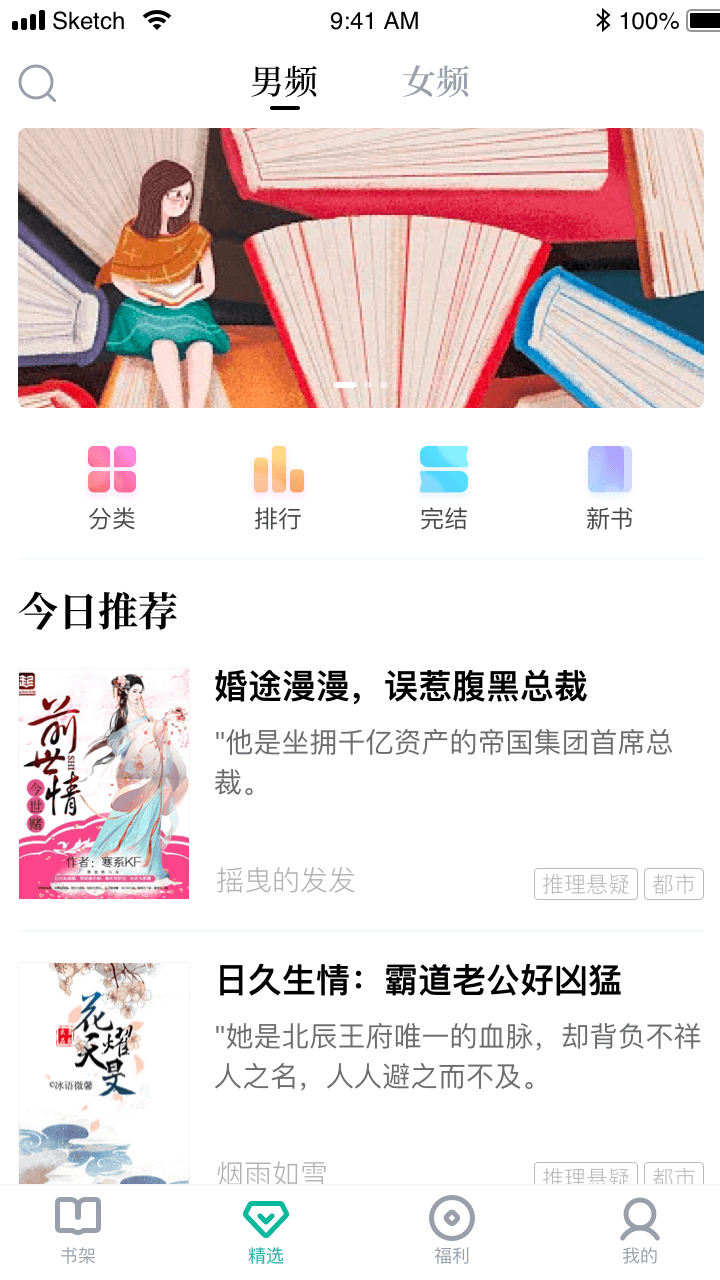 Sketch 9:41 AM 100%
男频 女频
分类 排行 完结 新书
今日推荐
前世情
SHI
今世赌
作者：寒系KF
婚途漫漫，误惹腹黑总裁
"他是坐拥千亿资产的帝国集团首席总
裁。
摇曳的发发 推理悬疑 都市
花天耀旻
©冰语微馨
日久生情：霸道老公好凶猛
"她是北辰王府唯一的血脉，却背负不祥
人之名，人人避之而不及。
烟雨如雪 推理悬疑 都市
书架 精选 福利 我的